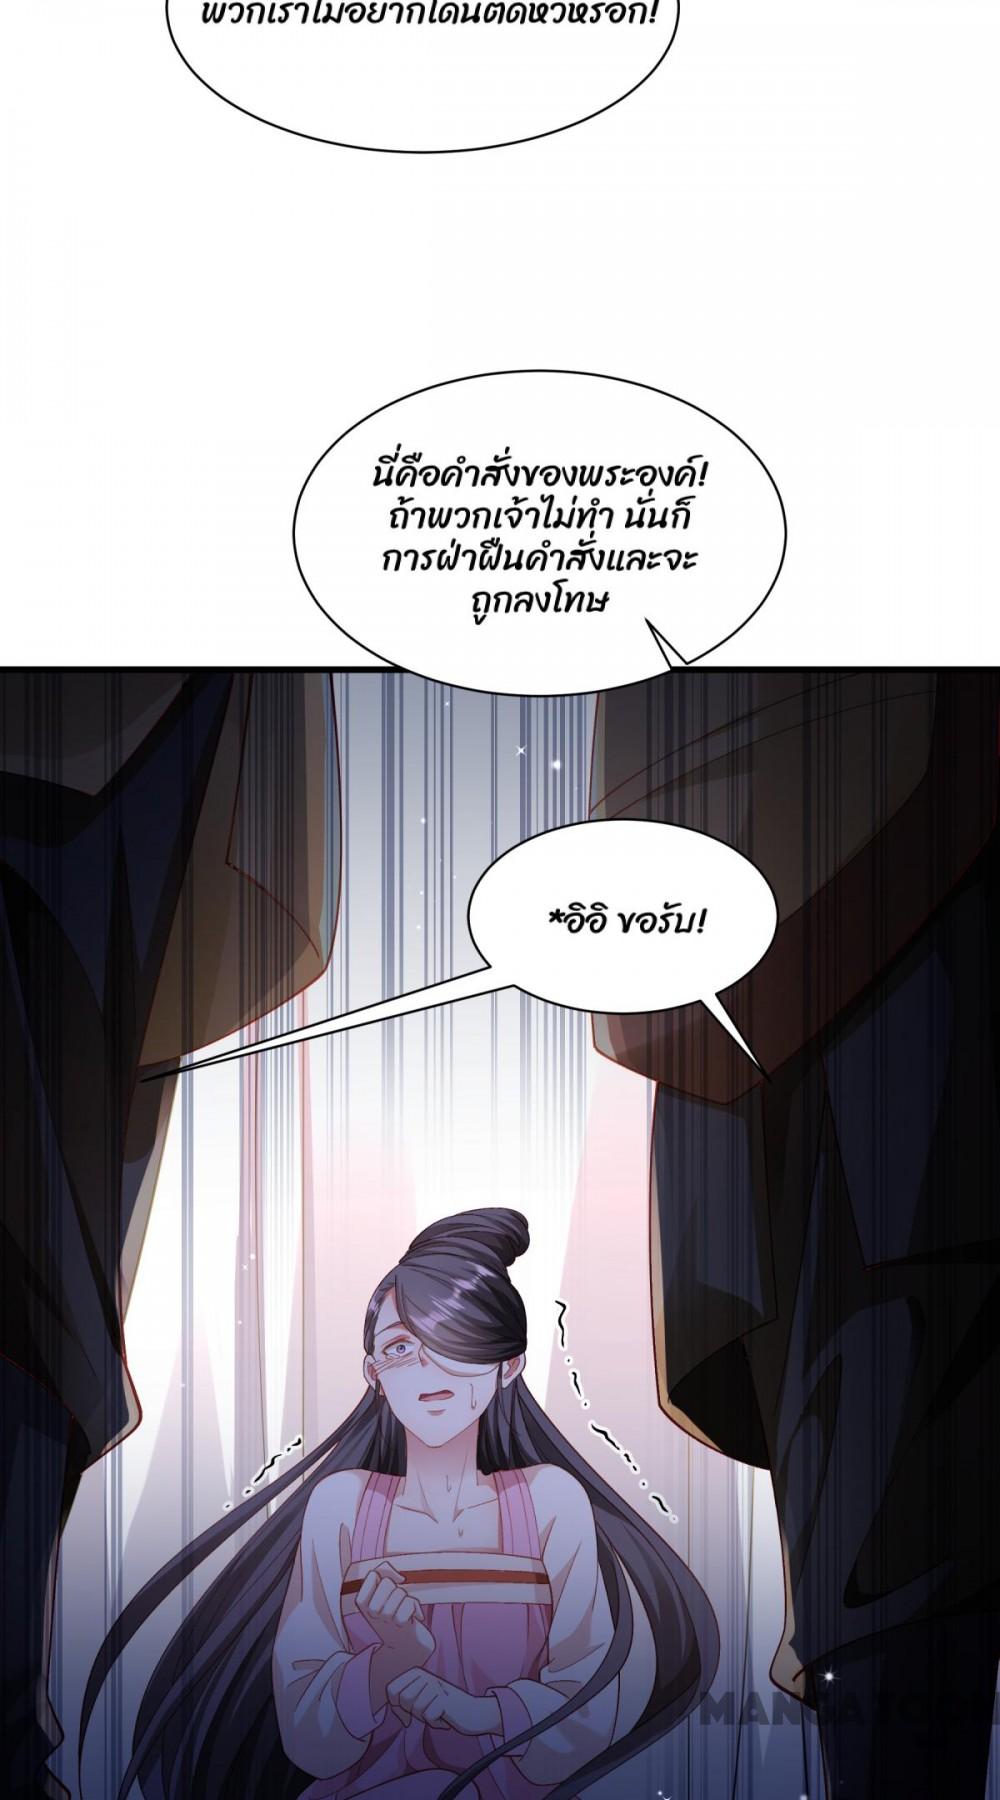 พวกเราไม่อยากโดนตัดหัวหรอก!
นี่คือคำสั่งของพระองค์!
ถ้าพวกเจ้าไม่ทำ นั่นก็
การฝ่าฝืนคำสั่งและจะ
ถูกลงโทษ
*อิอิ ขอรับ!
MANGATOON